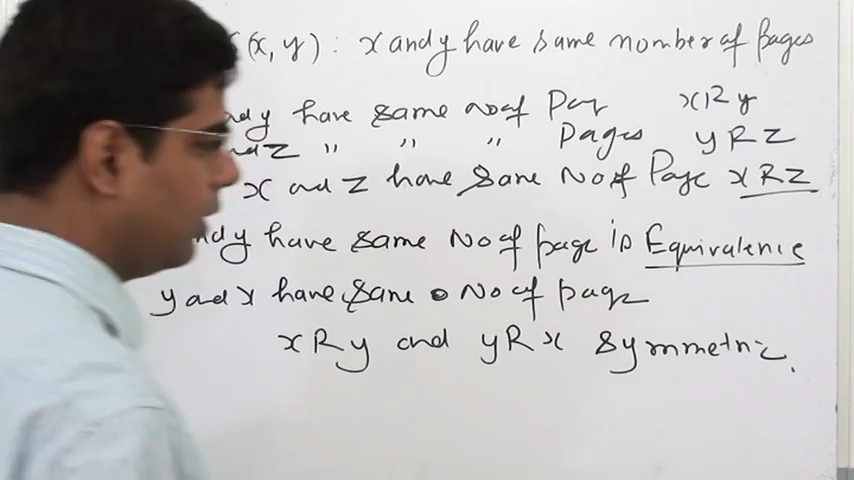 (x, y) : x and y have same number of pages
y have same no of Pag xRy
z " " " Pages yRz
x and z have same No of Page xRz
y have same No of page is Equivalence
y and x have same No of page
xRy and yRx symmetric.